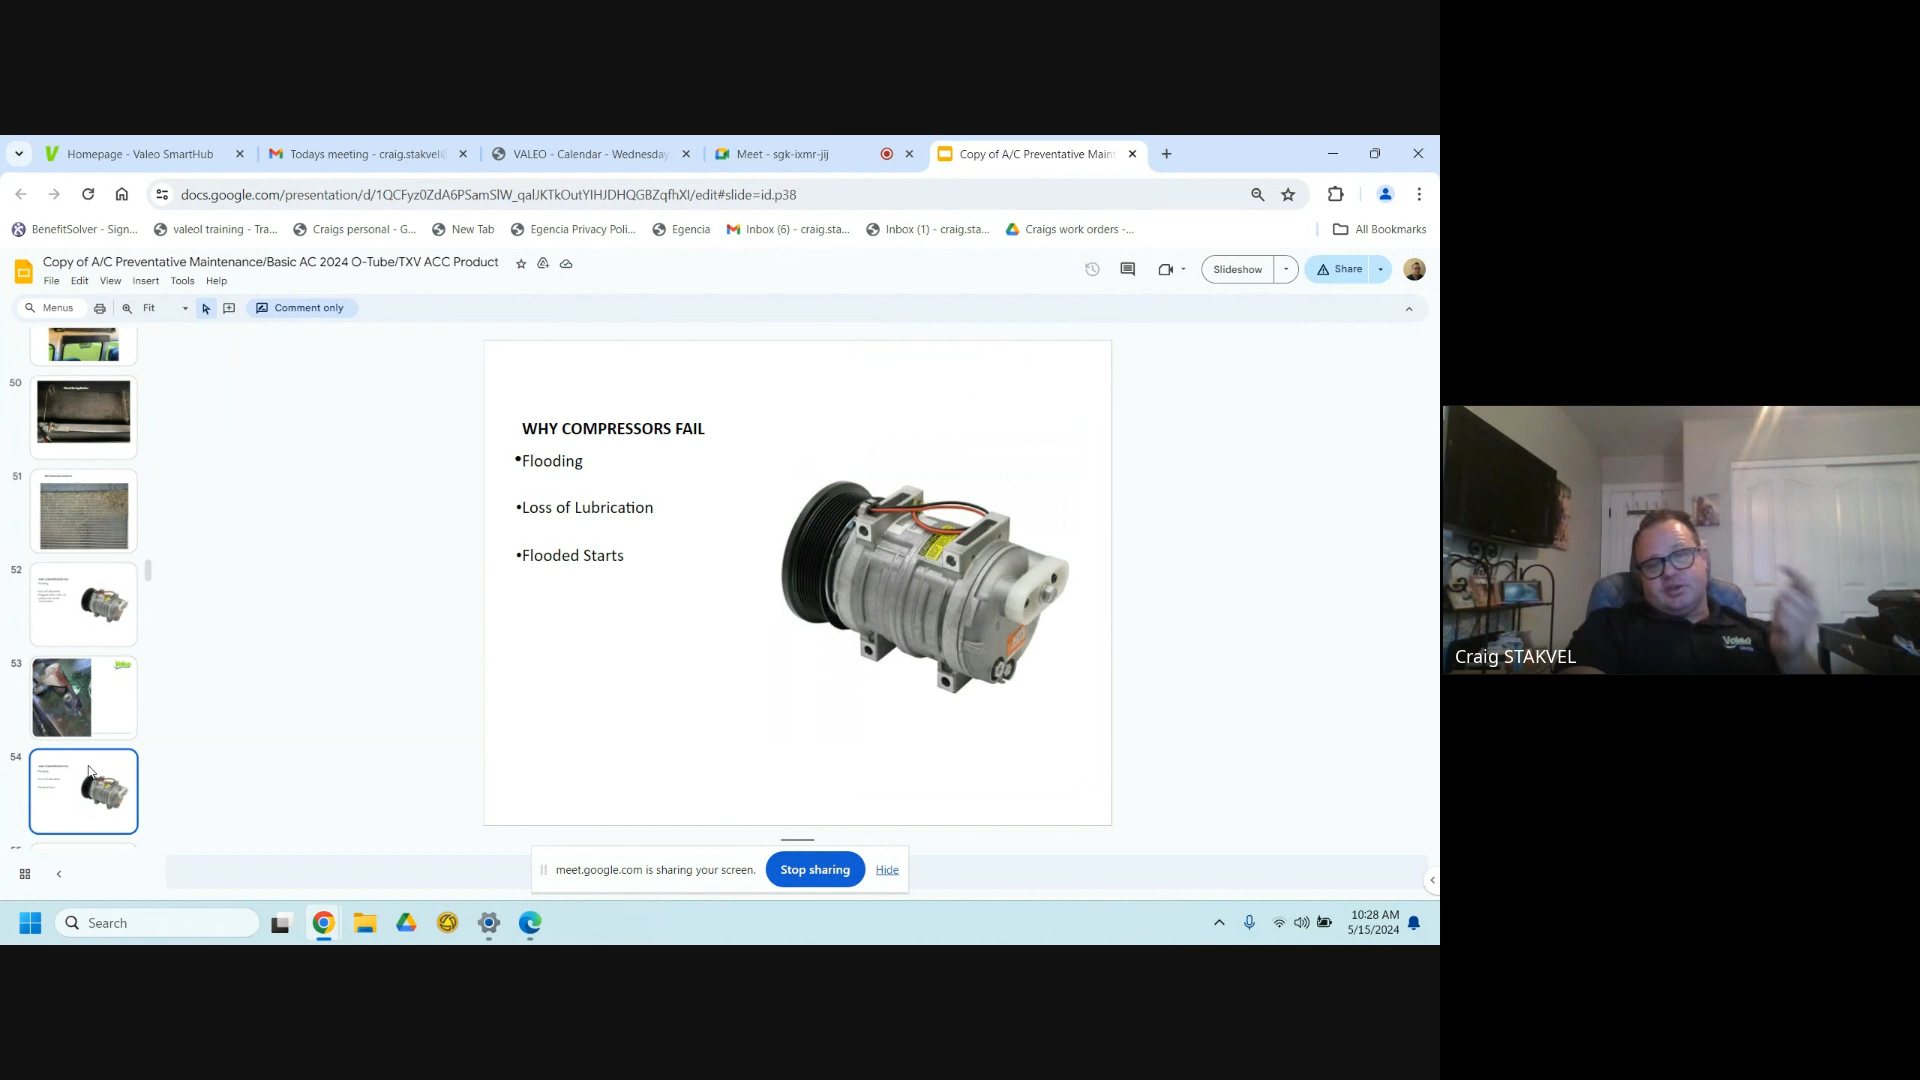 Homepage - Valeo SmartHub
Todays meeting - craig.stakvel@
VALEO - Calendar - Wednesday
Meet - sgk-ixmr-jij
Copy of A/C Preventative Maint
docs.google.com/presentation/d/1QCFyz0ZdA6PSamSlW_qalJKTkOutYIHJDHQGBZqfhXI/edit#slide=id.p38
BenefitSolver - Sign...
valeol training - Tra...
Craigs personal - G...
New Tab
Egencia Privacy Poli...
Egencia
Inbox (6) - craig.sta...
Inbox (1) - craig.sta...
Craigs work orders -...
All Bookmarks
Copy of A/C Preventative Maintenance/Basic AC 2024 O-Tube/TXV ACC Product
File Edit View Insert Tools Help
Slideshow
Share
Menus
Fit
Comment only
50
51
52
53
Valeo
54
WHY COMPRESSORS FAIL
•Flooding
•Loss of Lubrication
•Flooded Starts
Valeo
Craig STAKVEL
meet.google.com is sharing your screen.
Stop sharing
Hide
Search
10:28 AM
5/15/2024